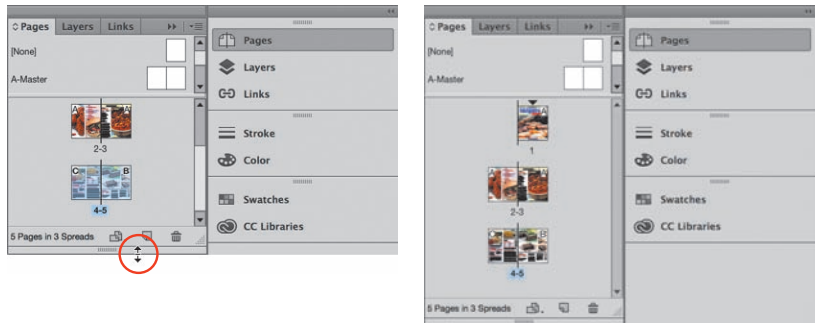 Pages Layers Links
[None]
A-Master
A A
2-3
C B
4-5
5 Pages in 3 Spreads
Pages
Layers
Links
Stroke
Color
Swatches
CC Libraries
Pages Layers Links
[None]
A-Master
A
1
A A
2-3
C B
4-5
5 Pages in 3 Spreads
Pages
Layers
Links
Stroke
Color
Swatches
CC Libraries